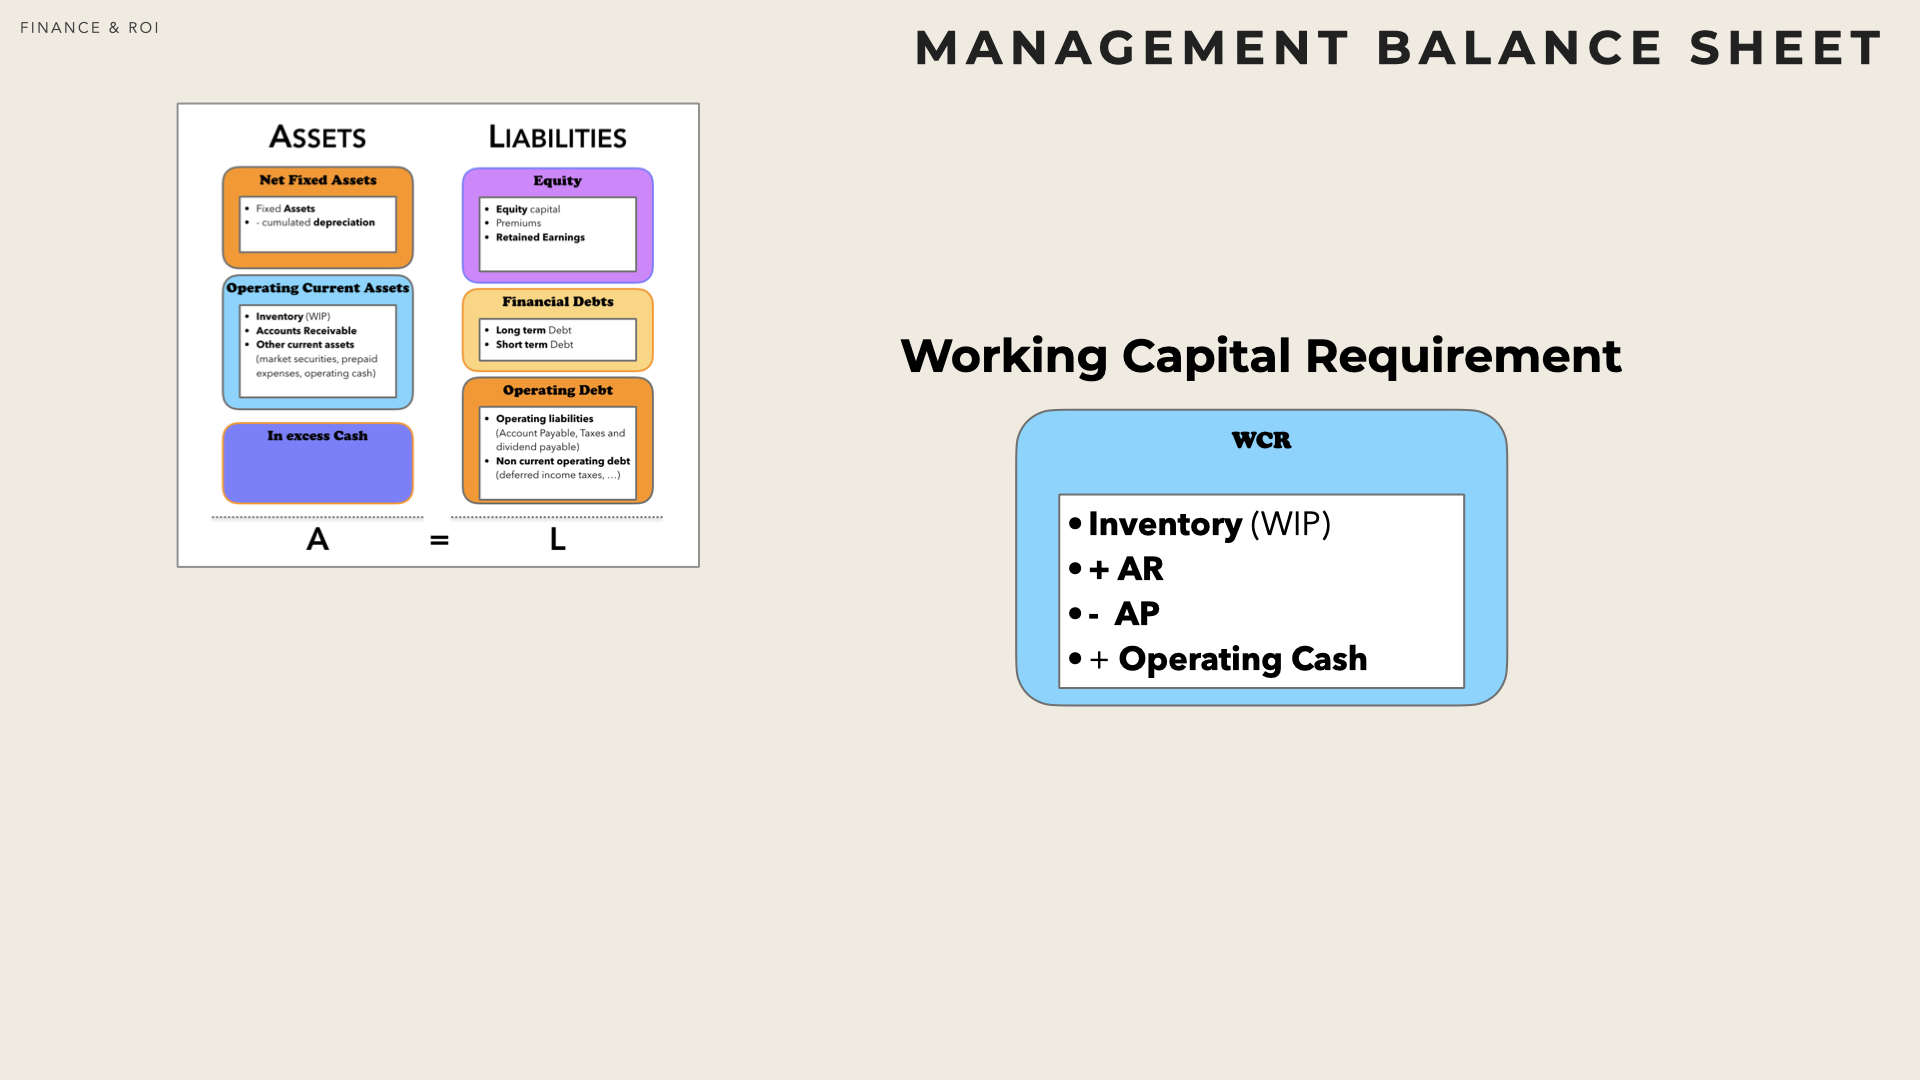 FINANCE & ROI
MANAGEMENT BALANCE SHEET
ASSETS
Net Fixed Assets
• Fixed Assets
• - cumulated depreciation
Operating Current Assets
• Inventory (WIP)
• Accounts Receivable
• Other current assets
(market securities, prepaid
expenses, operating cash)
In excess Cash
LIABILITIES
Equity
• Equity capital
• Premiums
• Retained Earnings
Financial Debts
• Long term Debt
• Short term Debt
Operating Debt
• Operating liabilities
(Account Payable, Taxes and
dividend payable)
• Non current operating debt
(deferred income taxes, …)
A = L
Working Capital Requirement
WCR
• Inventory (WIP)
• + AR
• - AP
• + Operating Cash